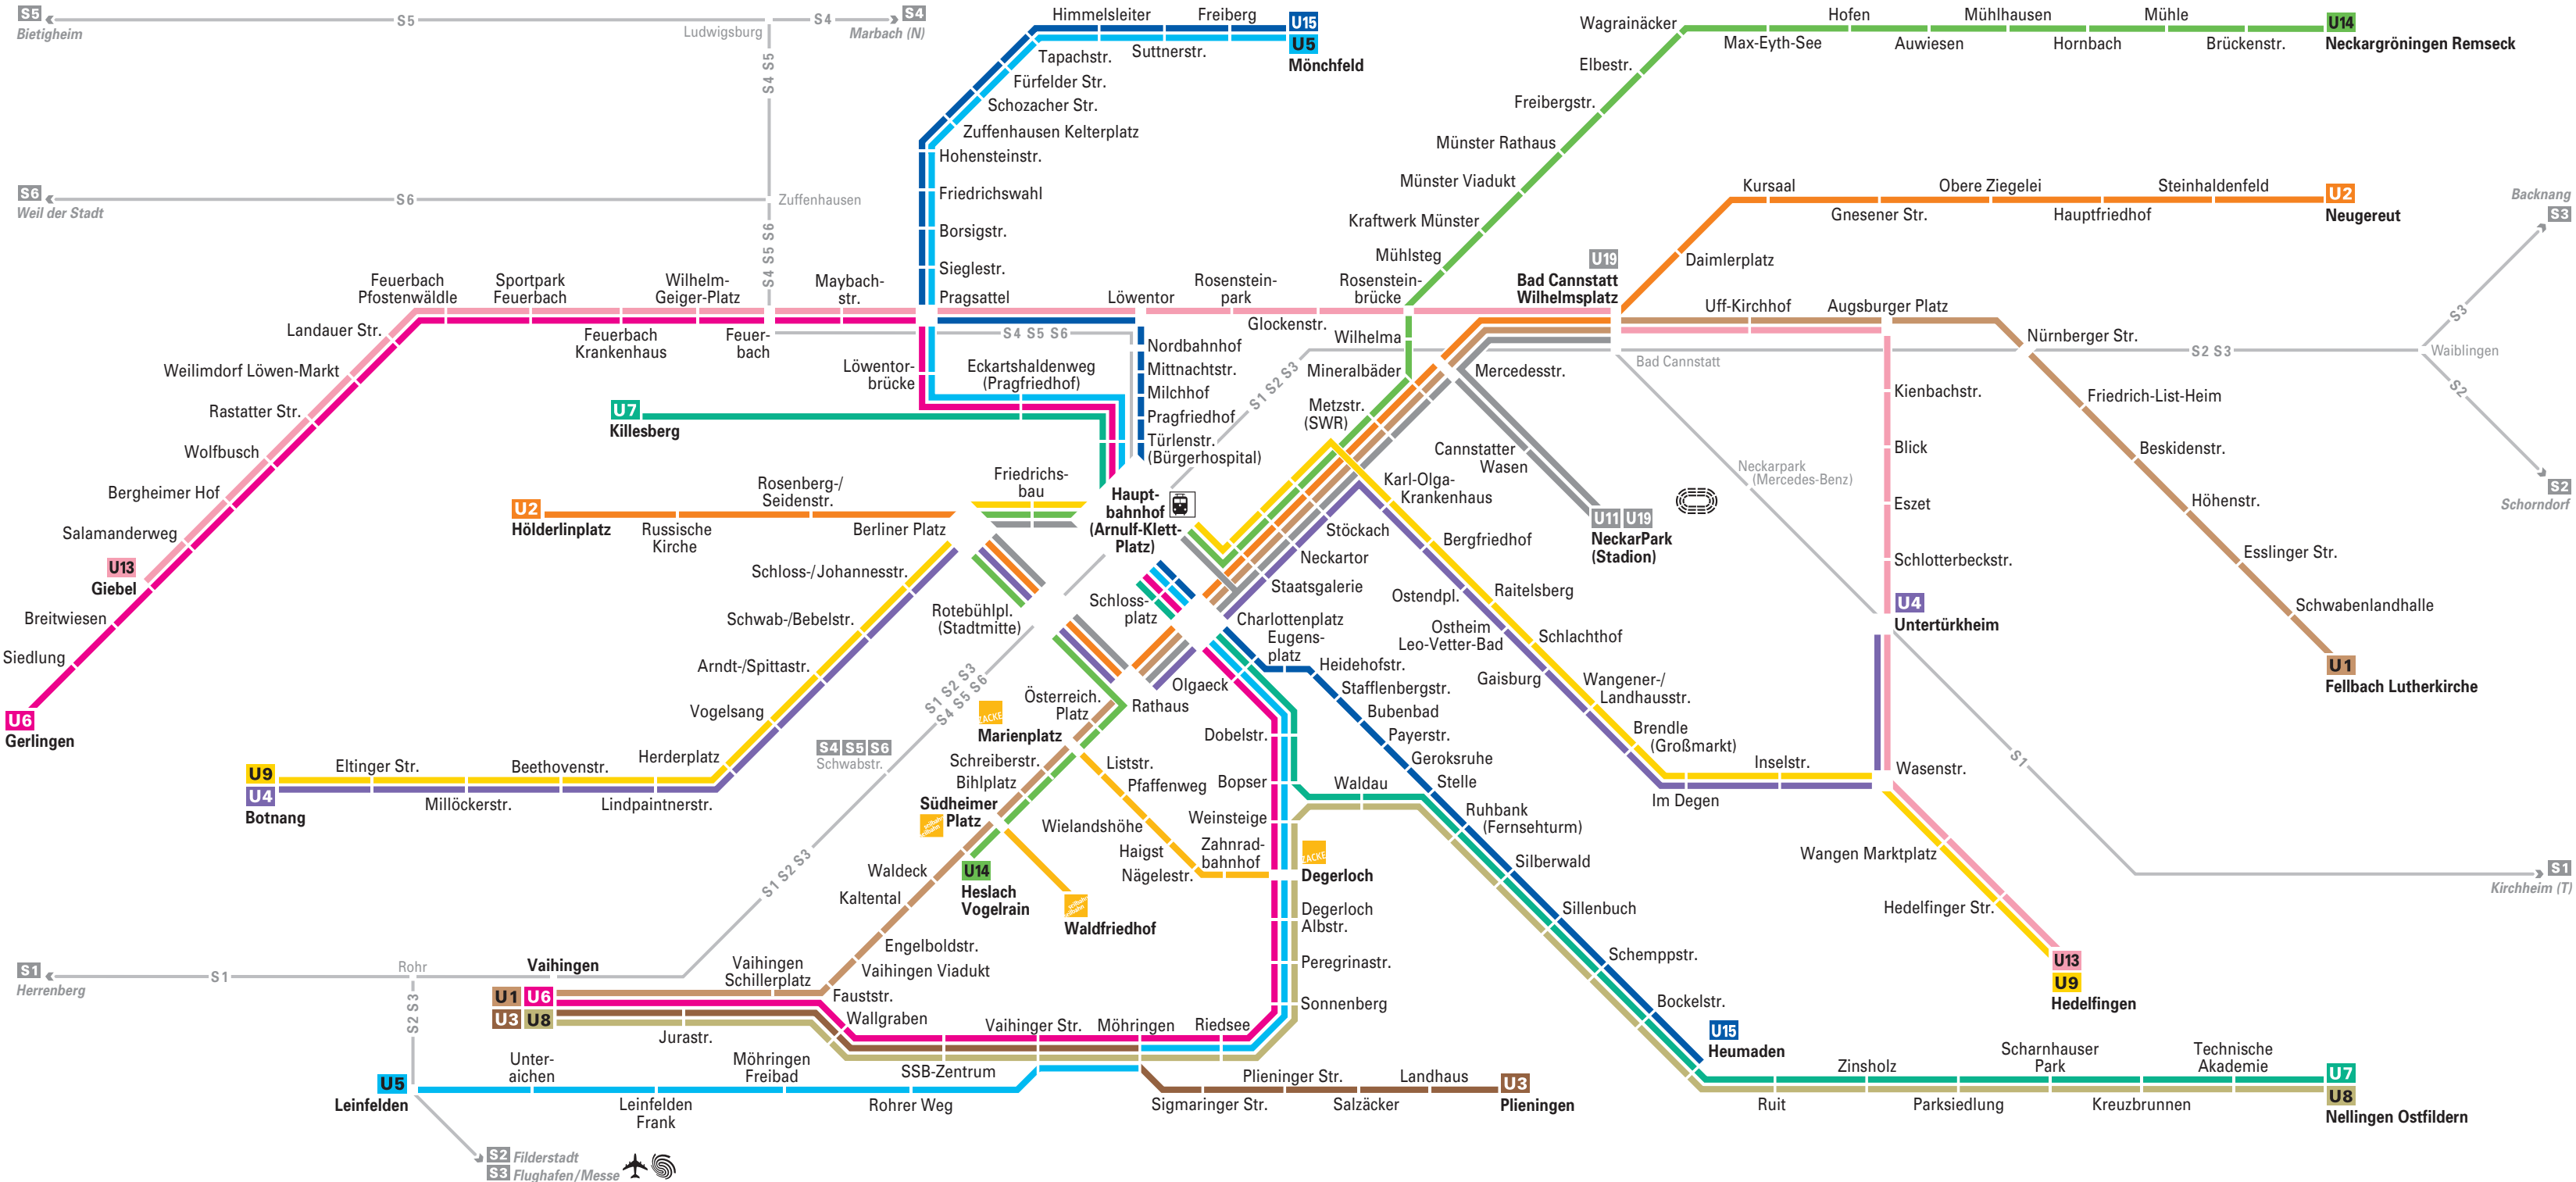 S5
Bietigheim
S5
Ludwigsburg
S4
S4
Marbach (N)
S4 S5
S6
Weil der Stadt
S6
Zuffenhausen
S4 S5 S6
Himmelsleiter
Freiberg
U15
U5
Mönchfeld
Tapachstr.
Suttnerstr.
Fürfelder Str.
Schozacher Str.
Zuffenhausen Kelterplatz
Hohensteinstr.
Friedrichswahl
Borsigstr.
Sieglestr.
Pragsattel
Wagrainäcker
Hofen
Mühlhausen
Mühle
U14
Neckargröningen Remseck
Max-Eyth-See
Auwiesen
Hornbach
Brückenstr.
Elbestr.
Freibergstr.
Münster Rathaus
Münster Viadukt
Kraftwerk Münster
Mühlsteg
Kursaal
Obere Ziegelei
Steinhaldenfeld
U2
Neugereut
Gnesener Str.
Hauptfriedhof
Daimlerplatz
Backnang
S3
S3
S2 S3
Waiblingen
S2
S2
Schorndorf
Feuerbach
Pfostenwäldle
Sportpark
Feuerbach
Wilhelm-
Geiger-Platz
Maybach-
str.
Löwentor
Rosenstein-
park
Rosenstein-
brücke
U19
Bad Cannstatt
Wilhelmsplatz
Uff-Kirchhof
Augsburger Platz
Landauer Str.
Feuerbach
Krankenhaus
Feuer-
bach
S4 S5 S6
Glockenstr.
Wilhelma
Nürnberger Str.
Weilimdorf Löwen-Markt
Rastatter Str.
Wolfbusch
Bergheimer Hof
Salamanderweg
U13
Giebel
Breitwiesen
Siedlung
U6
Gerlingen
Löwentor-
brücke
Eckartshaldenweg
(Pragfriedhof)
Nordbahnhof
Mittnachtstr.
Milchhof
Pragfriedhof
Türlenstr.
(Bürgerhospital)
S1 S2 S3
Mineralbäder
Mercedesstr.
Bad Cannstatt
Metzstr.
(SWR)
Cannstatter
Wasen
Neckarpark
(Mercedes-Benz)
U11 U19
NeckarPark
(Stadion)
Kienbachstr.
Blick
Eszet
Schlotterbeckstr.
U4
Untertürkheim
Friedrich-List-Heim
Beskidenstr.
Höhenstr.
Esslinger Str.
Schwabenlandhalle
U1
Fellbach Lutherkirche
U7
Killesberg
U2
Hölderlinplatz
Russische
Kirche
Rosenberg-/
Seidenstr.
Berliner Platz
Friedrichs-
bau
Haupt-
bahnhof
(Arnulf-Klett-
Platz)
Karl-Olga-
Krankenhaus
Stöckach
Bergfriedhof
Neckartor
Staatsgalerie
Raitelsberg
Ostendpl.
Schloss-/Johannesstr.
Schwab-/Bebelstr.
Arndt-/Spittastr.
Vogelsang
Herderplatz
Rotebühlpl.
(Stadtmitte)
Schloss-
platz
Charlottenplatz
Eugens-
platz
Heidehofstr.
Stafflenbergstr.
Bubenbad
Payerstr.
Geroksruhe
Stelle
Ruhbank
(Fernsehturm)
Silberwald
Sillenbuch
Schemppstr.
Bockelstr.
U15
Heumaden
Ostheim
Leo-Vetter-Bad
Schlachthof
Gaisburg
Wangener-/
Landhausstr.
Brendle
(Großmarkt)
Inselstr.
Im Degen
Wasenstr.
S1
Wangen Marktplatz
Hedelfinger Str.
U13
U9
Hedelfingen
S1
Kirchheim (T)
U9
U4
Botnang
Eltinger Str.
Millöckerstr.
Beethovenstr.
Lindpaintnerstr.
S1 S2 S3
S4 S5 S6
S4 S5 S6
Schwabstr.
Österreich.
Platz
Rathaus
Olgaeck
ZACKE
Marienplatz
Schreiberstr.
Bihlplatz
Südheimer
Platz
Seilbahn
Liststr.
Pfaffenweg
Wielandshöhe
Haigst
Nägelestr.
Zahnrad-
bahnhof
ZACKE
Degerloch
Dobelstr.
Bopser
Weinsteige
Waldau
Degerloch
Albstr.
Peregrinastr.
Sonnenberg
U14
Heslach
Vogelrain
Seilbahn
Waldfriedhof
Waldeck
Kaltental
Engelboldstr.
Vaihingen Viadukt
S1 S2 S3
S1
Herrenberg
S1
Rohr
S2 S3
Vaihingen
U1 U6
U3 U8
Vaihingen
Schillerplatz
Jurastr.
Fauststr.
Wallgraben
SSB-Zentrum
Vaihinger Str.
Möhringen
Riedsee
U5
Leinfelden
Unter-
aichen
Leinfelden
Frank
Möhringen
Freibad
Rohrer Weg
Sigmaringer Str.
Plieninger Str.
Salzäcker
Landhaus
U3
Plieningen
Ruit
Zinsholz
Parksiedlung
Scharnhauser
Park
Kreuzbrunnen
Technische
Akademie
U7
U8
Nellingen Ostfildern
S2 Filderstadt
S3 Flughafen/Messe